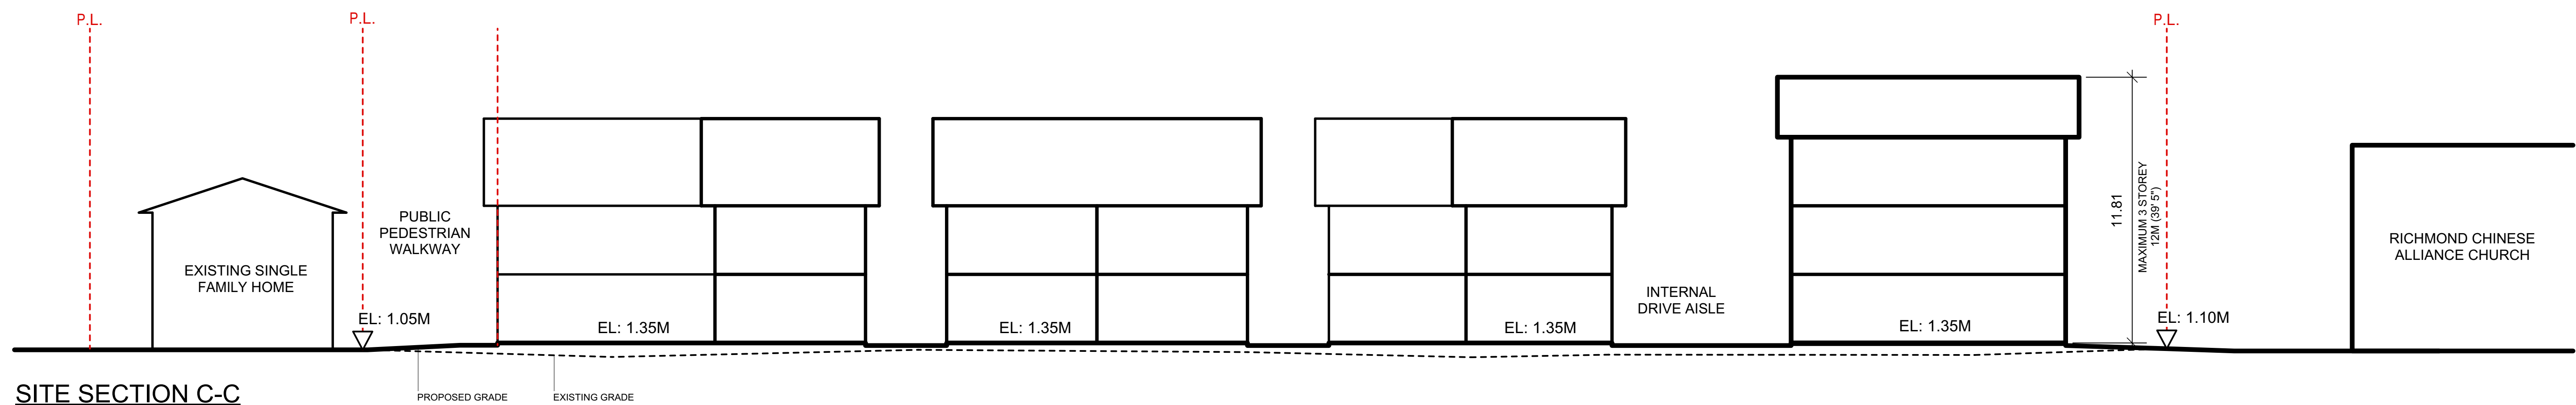 P.L.
P.L.
P.L.
PUBLIC
PEDESTRIAN
WALKWAY
EXISTING SINGLE
FAMILY HOME
EL: 1.05M
EL: 1.35M
EL: 1.35M
EL: 1.35M
INTERNAL
DRIVE AISLE
EL: 1.35M
11.81
MAXIMUM 3 STOREY
12M (39' 5")
EL: 1.10M
RICHMOND CHINESE
ALLIANCE CHURCH
SITE SECTION C-C
PROPOSED GRADE
EXISTING GRADE